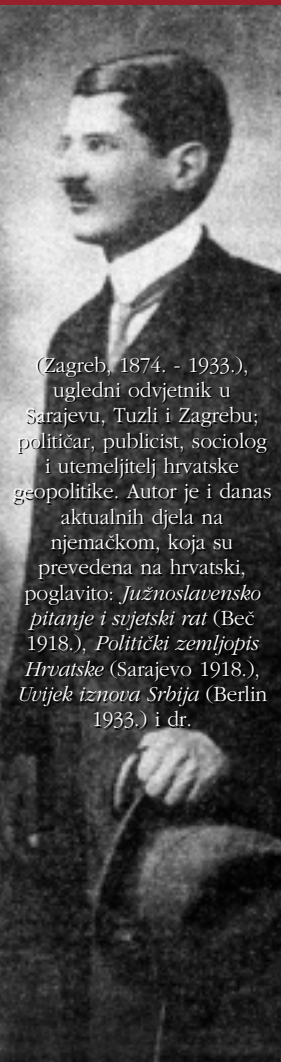 (Zagreb, 1874. - 1933.),
ugledni odvjetnik u
Sarajevu, Tuzli i Zagrebu;
političar, publicist, sociolog
i utemeljitelj hrvatske
geopolitike. Autor je i danas
aktualnih djela na
njemačkom, koja su
prevedena na hrvatski,
poglavito: Južnoslavensko
pitanje i svjetski rat (Beč
1918.), Politički zemljopis
Hrvatske (Sarajevo 1918.),
Uvijek iznova Srbija (Berlin
1933.) i dr.